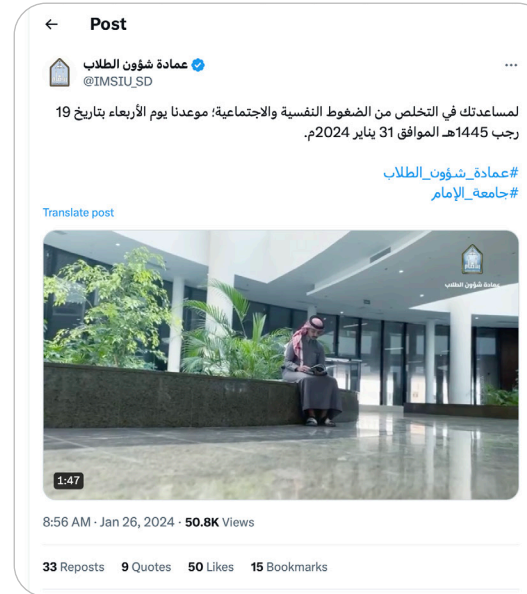 Post
عمادة شؤون الطلاب
@IMSIU_SD
لمساعدتك في التخلص من الضغوط النفسية والاجتماعية؛ موعدنا يوم الأربعاء بتاريخ 19
رجب 1445هـ الموافق 31 يناير 2024م.
#عمادة_شؤون_الطلاب
#جامعة_الإمام
Translate post
عمادة شؤون الطلاب
1:47
8:56 AM · Jan 26, 2024 · 50.8K Views
33 Reposts 9 Quotes 50 Likes 15 Bookmarks